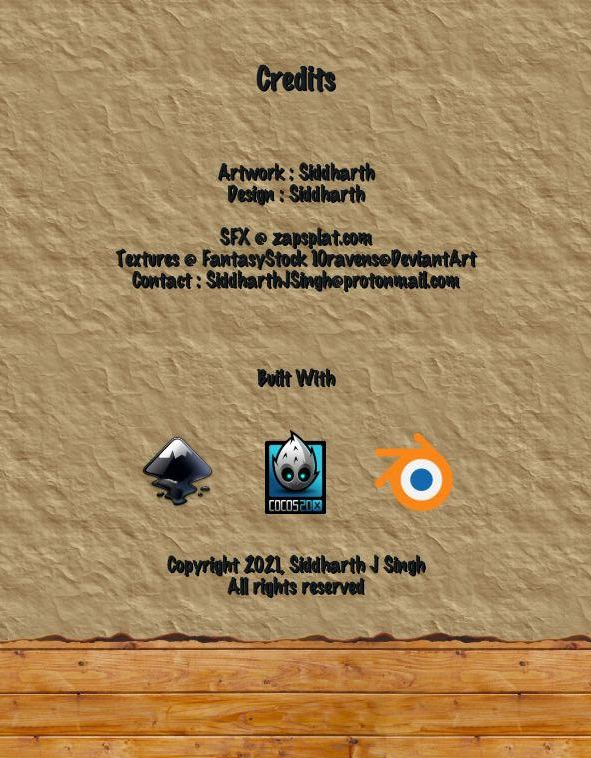 Credits
Artwork : Siddharth
Design : Siddharth
SFX @ zapsplat.com
Textures @ FantasyStock 10ravens@DeviantArt
Contact : SiddharthJSingh@protonmail.com
Built With
COCOS2D X
Copyright 2021, Siddharth J Singh
All rights reserved